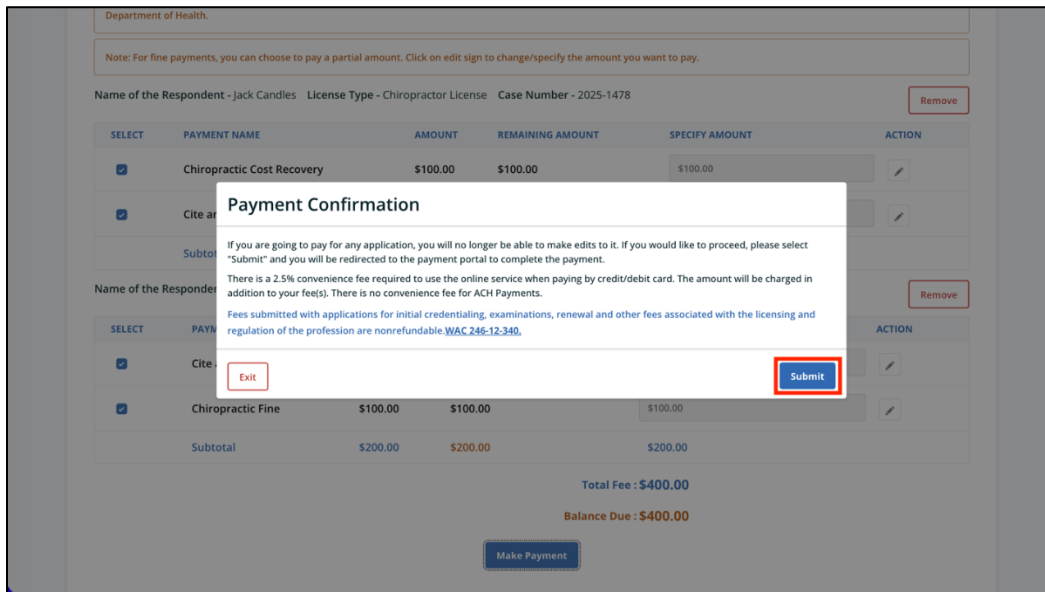 Department of Health.
Note: For fine payments, you can choose to pay a partial amount. Click on edit sign to change/specify the amount you want to pay.
Name of the Respondent - Jack Candles License Type - Chiropractor License Case Number - 2025-1478
Remove
SELECT PAYMENT NAME AMOUNT REMAINING AMOUNT SPECIFY AMOUNT ACTION
Chiropractic Cost Recovery $100.00 $100.00 $100.00
Payment Confirmation
Cite
If you are going to pay for any application, you will no longer be able to make edits to it. If you would like to proceed, please select
"Submit" and you will be redirected to the payment portal to complete the payment.
There is a 2.5% convenience fee required to use the online service when paying by credit/debit card. The amount will be charged in
addition to your fee(s). There is no convenience fee for ACH Payments.
Fees submitted with applications for initial credentialing, examinations, renewal and other fees associated with the licensing and
regulation of the profession are nonrefundable.WAC 246-12-340.
Exit
Submit
Name of the
Remove
SELECT ACTION
Cite
Chiropractic Fine $100.00 $100.00 $100.00
Subtotal $200.00 $200.00 $200.00
Total Fee : $400.00
Balance Due : $400.00
Make Payment